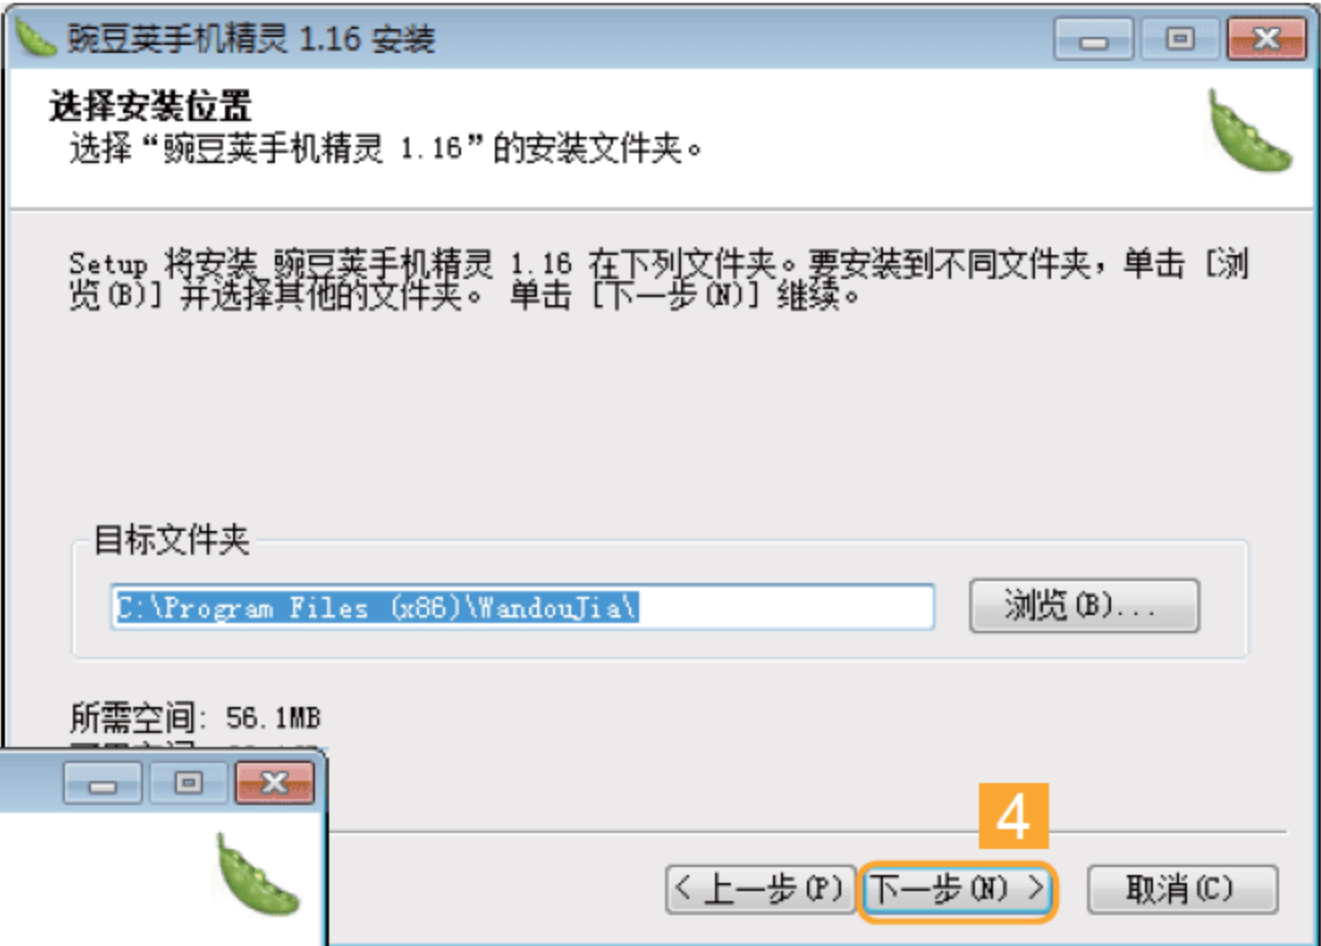 豌豆荚手机精灵 1.16 安装
选择安装位置
选择“豌豆荚手机精灵 1.16”的安装文件夹。
Setup 将安装 豌豆荚手机精灵 1.16 在下列文件夹。要安装到不同文件夹，单击 [浏
览(B)] 并选择其他的文件夹。 单击 [下一步(N)] 继续。
目标文件夹
C:\Program Files (x86)\WandouJia\
浏览(B)...
所需空间: 56.1MB
4
< 上一步(P)
下一步(N) >
取消(C)